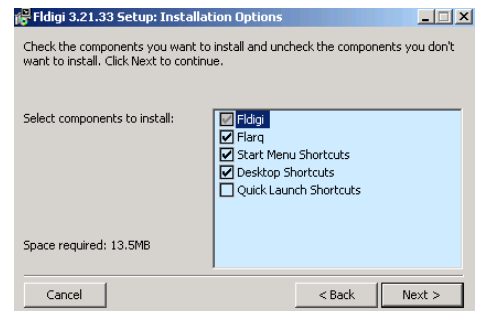 Fldigi 3.21.33 Setup: Installation Options
Check the components you want to install and uncheck the components you don't
want to install. Click Next to continue.
Select components to install:
Fldigi
Flarq
Start Menu Shortcuts
Desktop Shortcuts
Quick Launch Shortcuts
Space required: 13.5MB
Cancel
< Back
Next >